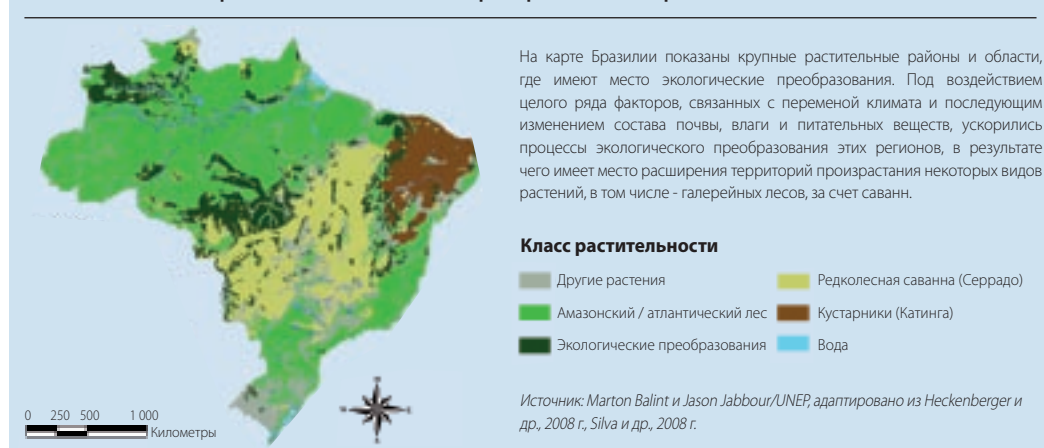 На карте Бразилии показаны крупные растительные районы и области,
где имеют место экологические преобразования. Под воздействием
целого ряда факторов, связанных с переменой климата и последующим
изменением состава почвы, влаги и питательных веществ, ускорились
процессы экологического преобразования этих регионов, в результате
чего имеет место расширения территорий произрастания некоторых видов
растений, в том числе - галерейных лесов, за счет саванн.
Класс растительности
Другие растения
Редколесная саванна (Серрадо)
Амазонский / атлантический лес
Кустарники (Катинга)
Экологические преобразования
Вода
Источник: Marton Balint и Jason Jabbour/UNEP, адаптировано из Heckenberger и
др., 2008 г., Silva и др., 2008 г.
0 250 500 1 000
Километры